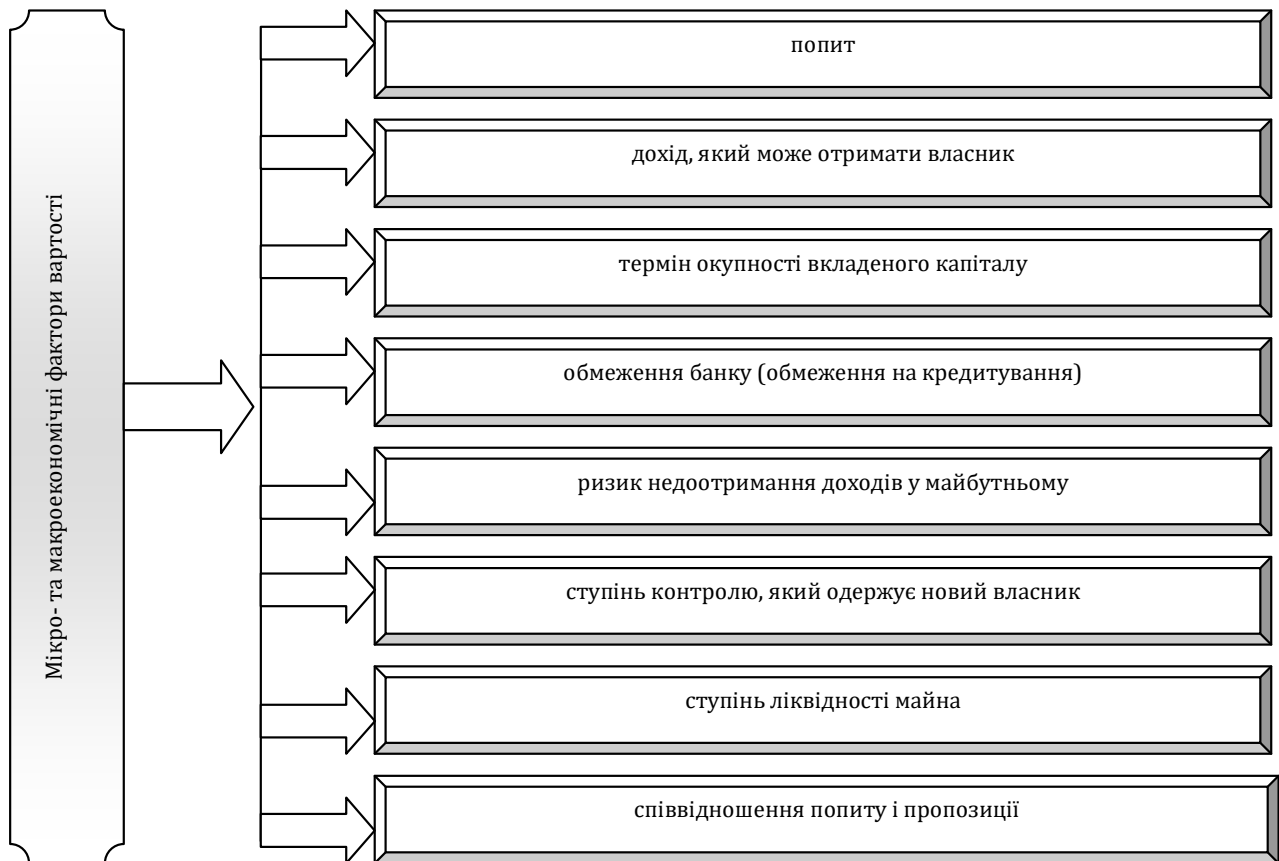 Мікро- та макроекономічні фактори вартості
попит
дохід, який може отримати власник
термін окупності вкладеного капіталу
обмеження банку (обмеження на кредитування)
ризик недоотримання доходів у майбутньому
ступінь контролю, який одержує новий власник
ступінь ліквідності майна
співвідношення попиту і пропозиції